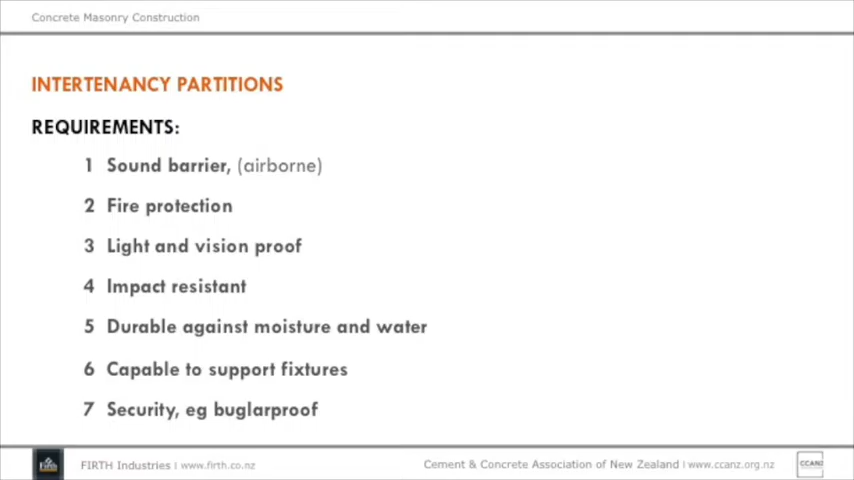 Concrete Masonry Construction
INTERTENANCY PARTITIONS
REQUIREMENTS:
1 Sound barrier, (airborne)
2 Fire protection
3 Light and vision proof
4 Impact resistant
5 Durable against moisture and water
6 Capable to support fixtures
7 Security, eg buglarproof
Firth
FIRTH Industries | www.firth.co.nz
Cement & Concrete Association of New Zealand | www.ccanz.org.nz
CCANZ